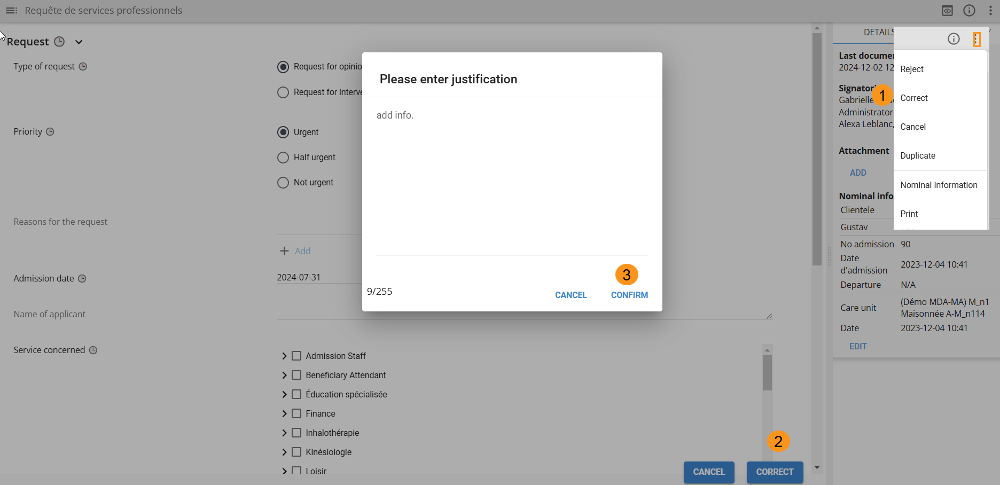 Requête de services professionnels
Request
Type of request
Request for opinio
Request for interve
Priority
Urgent
Half urgent
Not urgent
Reasons for the request
Add
Admission date
2024-07-31
Name of applicant
Service concerned
Admission Staff
Beneficiary Attendant
Éducation spécialisée
Finance
Inhalothérapie
Kinésiologie
Loisir
CANCEL
CORRECT
2
Please enter justification
add info.
9/255
3
CANCEL
CONFIRM
DETAILS
Last documen
2024-12-02 12
Signatori
Gabrielle
Administrator
Alexa Leblanc,
Attachment
ADD
Nominal info
Clientele
Gustav
No admission 90
Date d'admission 2023-12-04 10:41
Departure N/A
Care unit (Démo MDA-MA) M_n1
Maisonnée A-M_n114
Date 2023-12-04 10:41
EDIT
1
Reject
Correct
Cancel
Duplicate
Nominal Information
Print